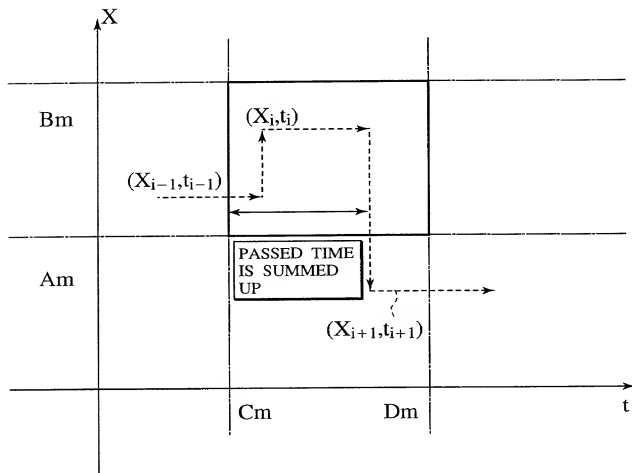 X
Bm
(Xᵢ,tᵢ)
(Xᵢ₋₁,tᵢ₋₁)
PASSED TIME
IS SUMMED
UP
Am
(Xᵢ₊₁,tᵢ₊₁)
Cm
Dm
t